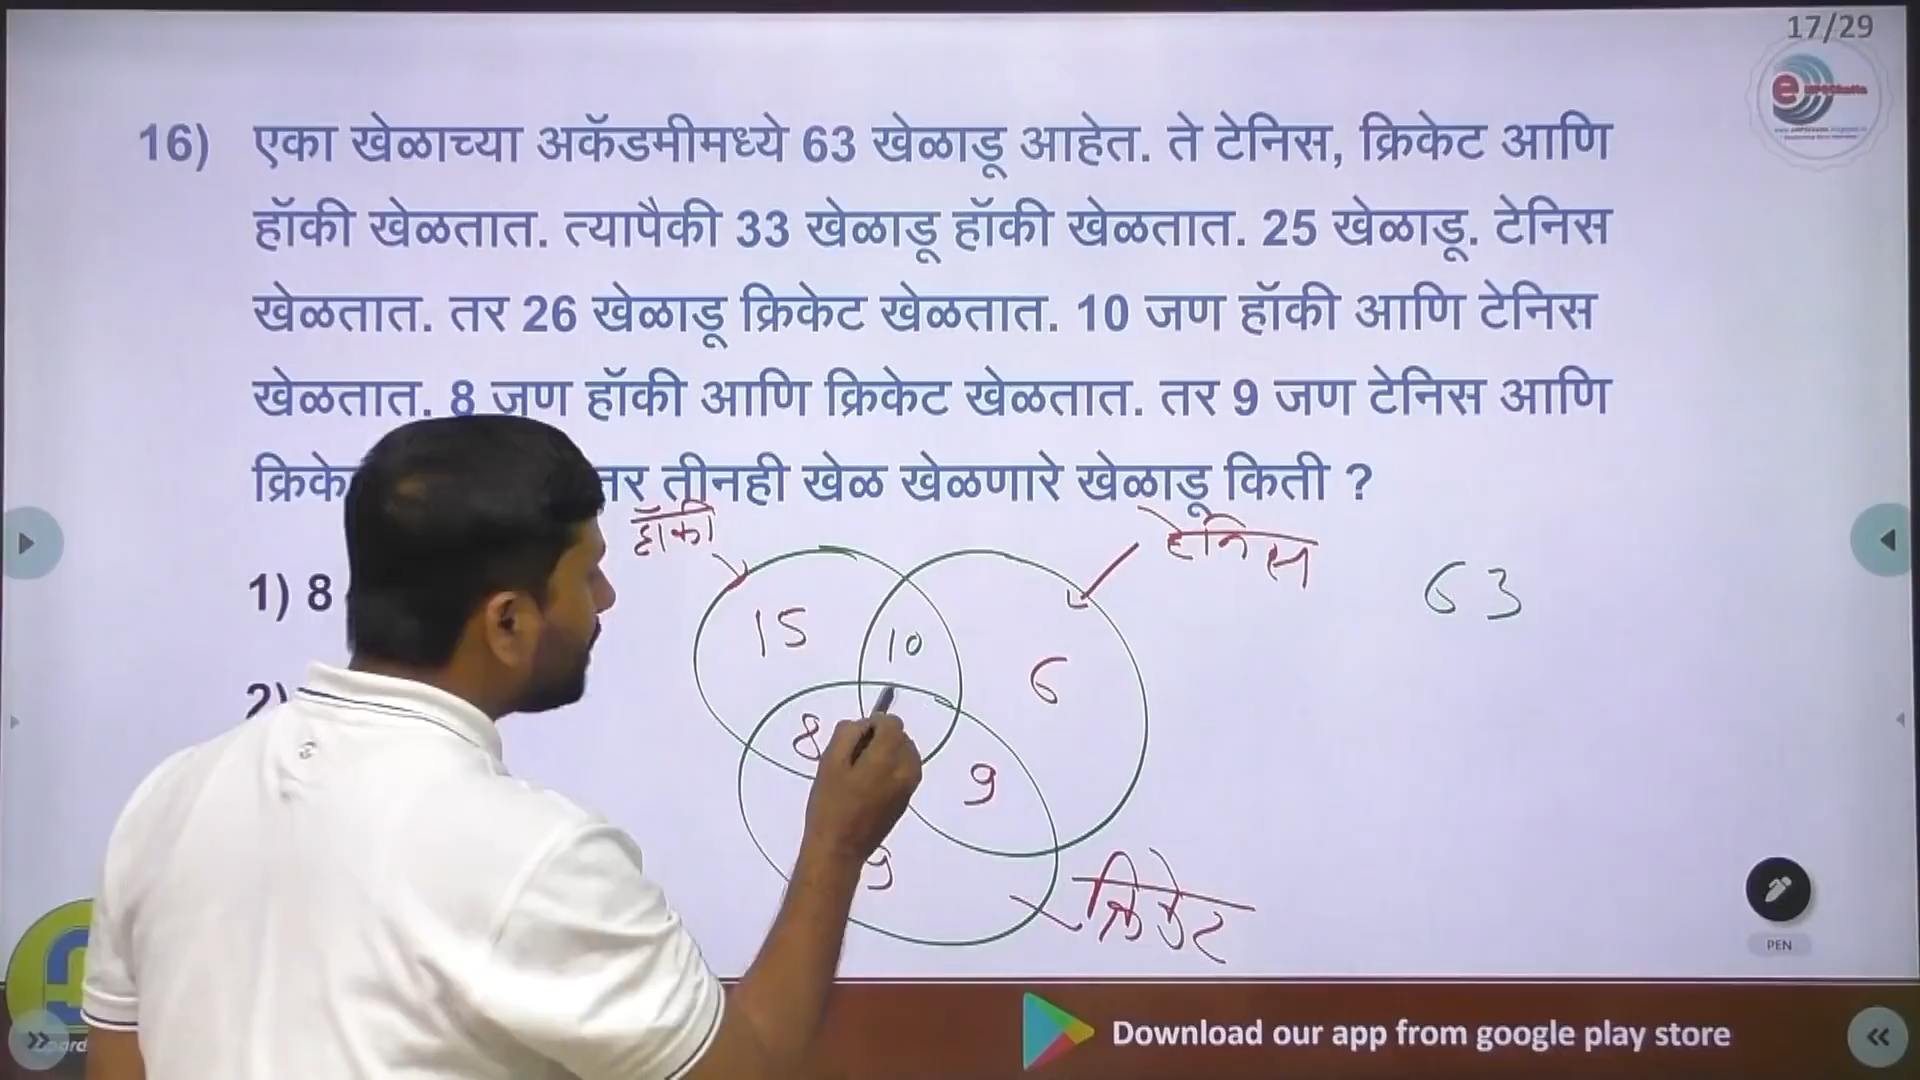 17/29
16) एका खेळाच्या अकॅडमीमध्ये 63 खेळाडू आहेत. ते टेनिस, क्रिकेट आणि
हॉकी खेळतात. त्यापैकी 33 खेळाडू हॉकी खेळतात. 25 खेळाडू. टेनिस
खेळतात. तर 26 खेळाडू क्रिकेट खेळतात. 10 जण हॉकी आणि टेनिस
खेळतात. 8 जण हॉकी आणि क्रिकेट खेळतात. तर 9 जण टेनिस आणि
तीनही खेळ खेळणारे खेळाडू किती ?
हॉकी
टेनिस
1) 8
63
15
10
6
2)
8
9
9
क्रिकेट
PEN
Download our app from google play store